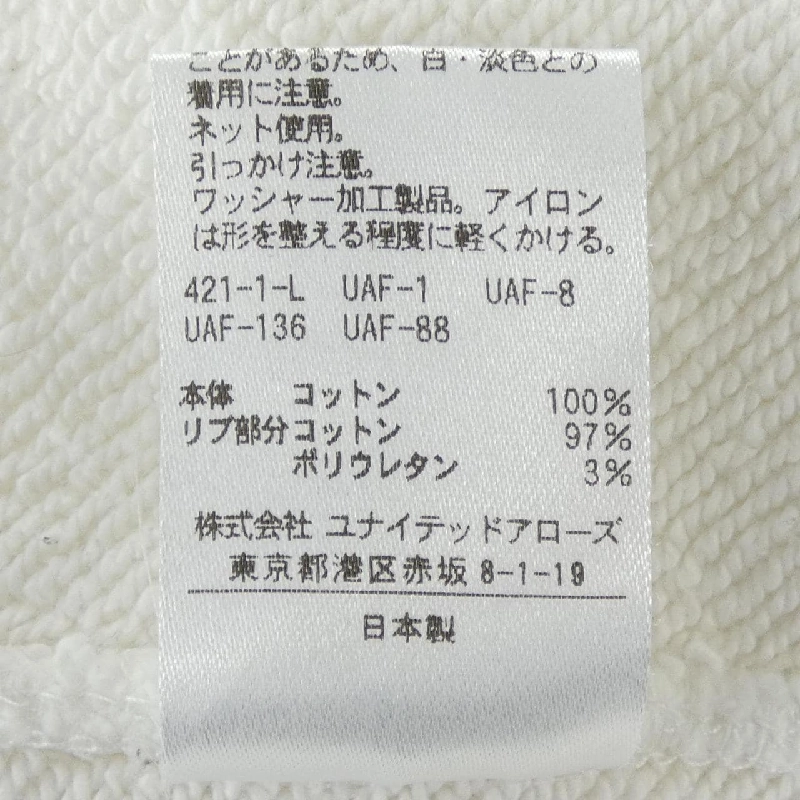 ことがあるため、白・淡色との
着用に注意。
ネット使用。
引っかけ注意。
ワッシャー加工製品。アイロン
は形を整える程度に軽くかける。
421-1-L UAF-1 UAF-8
UAF-136 UAF-88
本体 コットン 100%
リブ部分コットン 97%
ポリウレタン 3%
株式会社 ユナイテッドアローズ
東京都港区赤坂 8-1-19
日本製